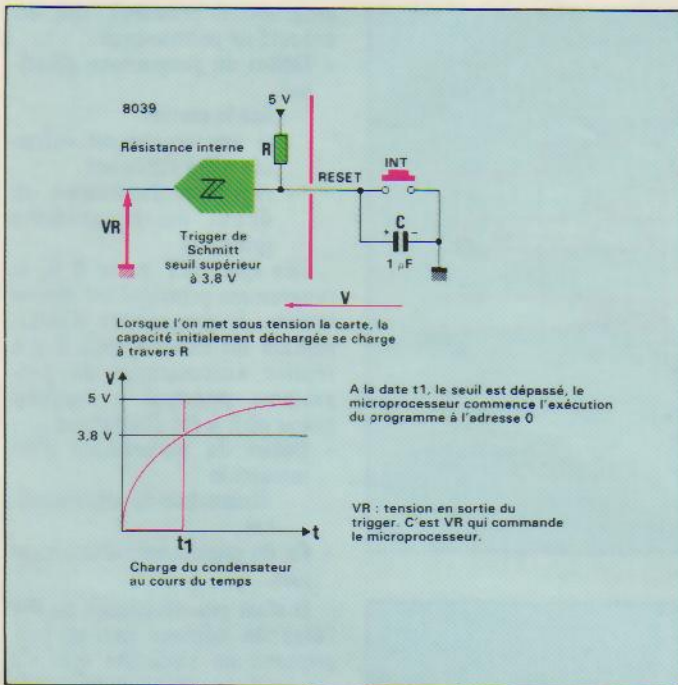 8039
5 V
Résistance interne
R
INT
RESET
VR
C
+ −
1 µF
Trigger de
Schmitt
seuil supérieur
à 3,8 V
V
Lorsque l'on met sous tension la carte, la
capacité initialement déchargée se charge
à travers R
V
5 V
3,8 V
t1
t
A la date t1, le seuil est dépassé, le
microprocesseur commence l'exécution
du programme à l'adresse 0
VR : tension en sortie du
trigger. C'est VR qui commande
le microprocesseur.
Charge du condensateur
au cours du temps